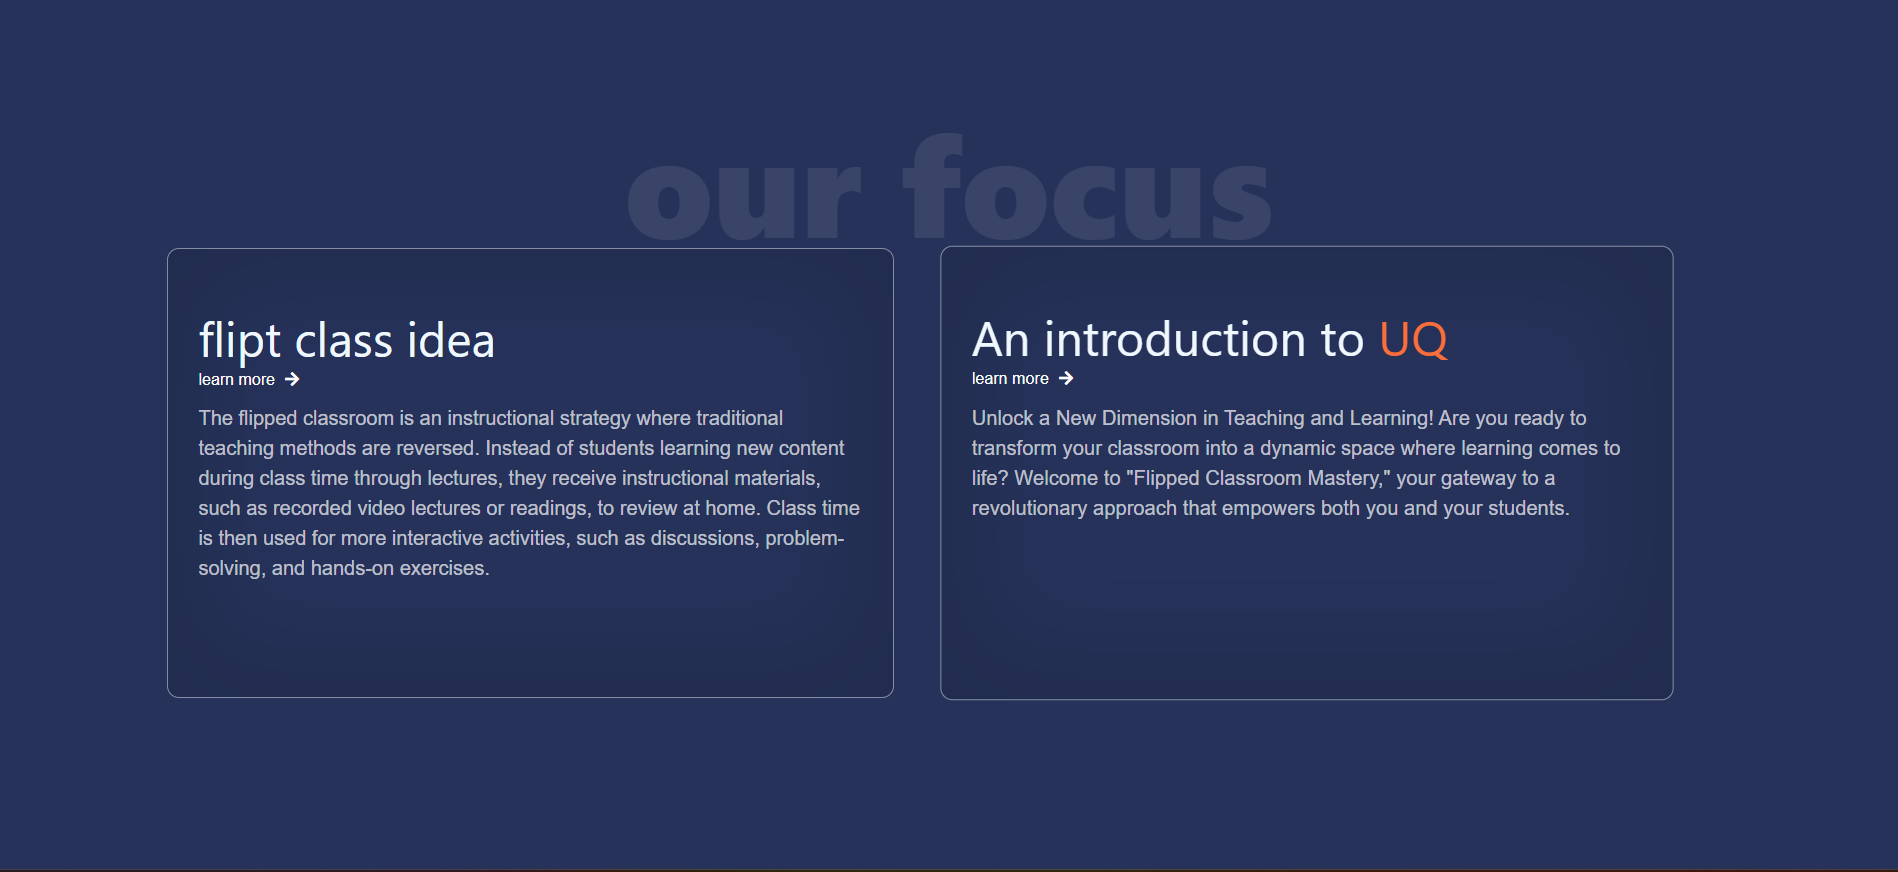 our focus
flipt class idea
learn more
The flipped classroom is an instructional strategy where traditional
teaching methods are reversed. Instead of students learning new content
during class time through lectures, they receive instructional materials,
such as recorded video lectures or readings, to review at home. Class time
is then used for more interactive activities, such as discussions, problem-
solving, and hands-on exercises.
An introduction to UQ
learn more
Unlock a New Dimension in Teaching and Learning! Are you ready to
transform your classroom into a dynamic space where learning comes to
life? Welcome to "Flipped Classroom Mastery," your gateway to a
revolutionary approach that empowers both you and your students.